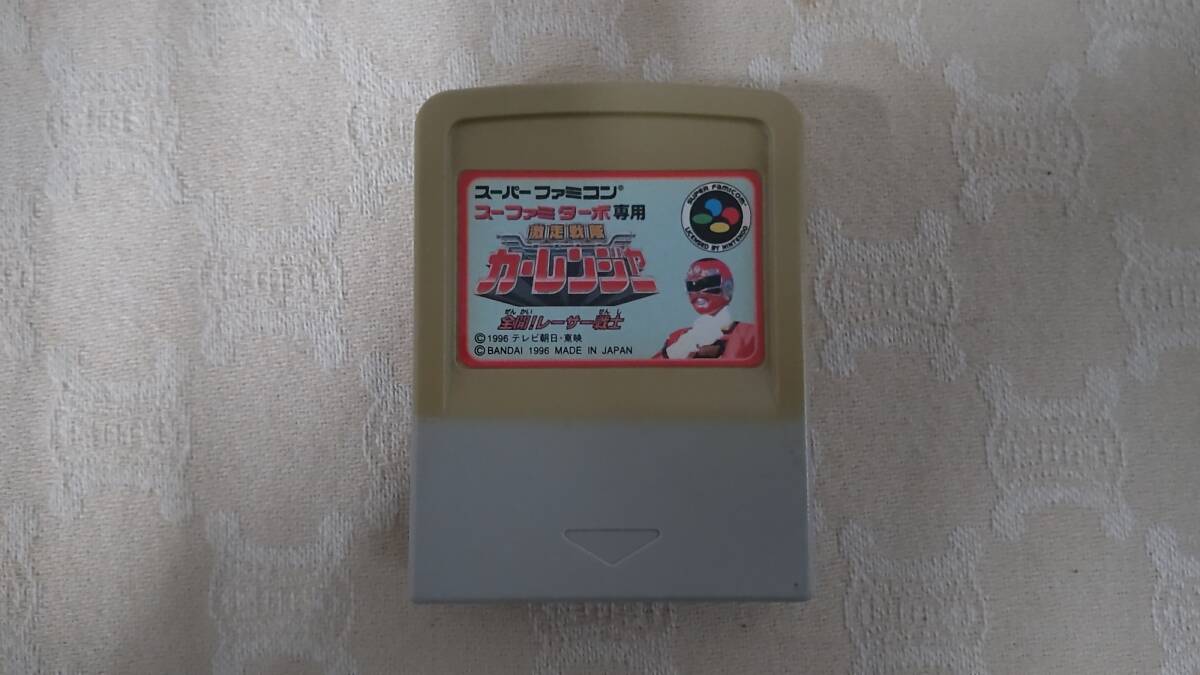 スーパーファミコン®
スーファミターボ専用
激走戦隊
カーレンジャー
ぜんかい せんし
全開!レーサー戦士
©1996 テレビ朝日・東映
©BANDAI 1996 MADE IN JAPAN
SUPER FAMICOM
LICENSED BY NINTENDO